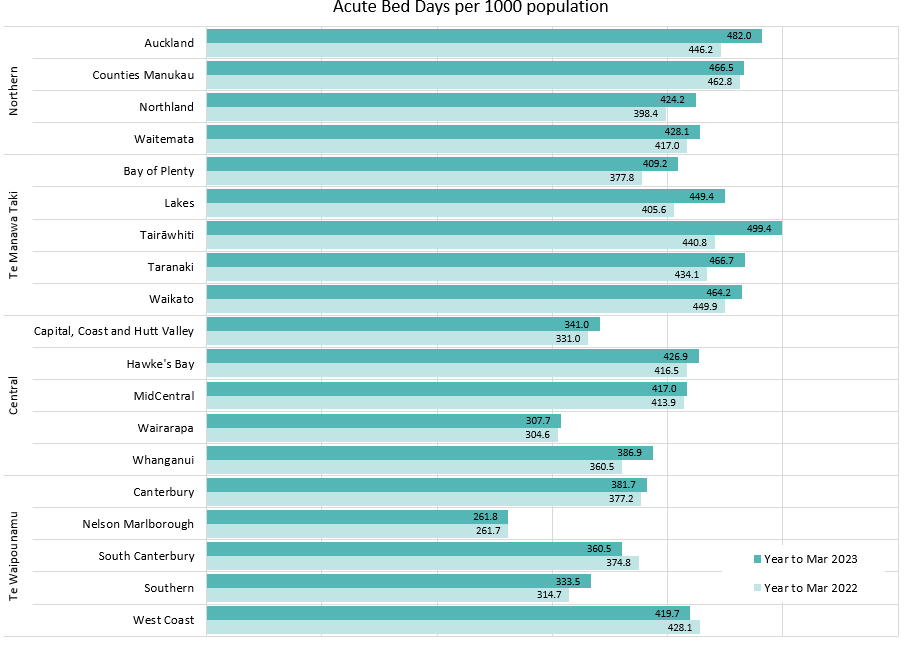 Acute Bed Days per 1000 population
Northern
Auckland
482.0
446.2
Counties Manukau
466.5
462.8
Northland
424.2
398.4
Waitemata
428.1
417.0
Te Manawa Taki
Bay of Plenty
409.2
377.8
Lakes
449.4
405.6
Tairāwhiti
499.4
440.8
Taranaki
466.7
434.1
Waikato
464.2
449.9
Central
Capital, Coast and Hutt Valley
341.0
331.0
Hawke's Bay
426.9
416.5
MidCentral
417.0
413.9
Wairarapa
307.7
304.6
Whanganui
386.9
360.5
Te Waipounamu
Canterbury
381.7
377.2
Nelson Marlborough
261.8
261.7
South Canterbury
360.5
374.8
Southern
333.5
314.7
West Coast
419.7
428.1
Year to Mar 2023
Year to Mar 2022